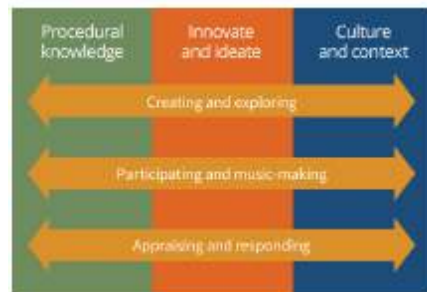 Procedural
knowledge
Innovate
and ideate
Culture
and context
Creating and exploring
Participating and music-making
Appraising and responding